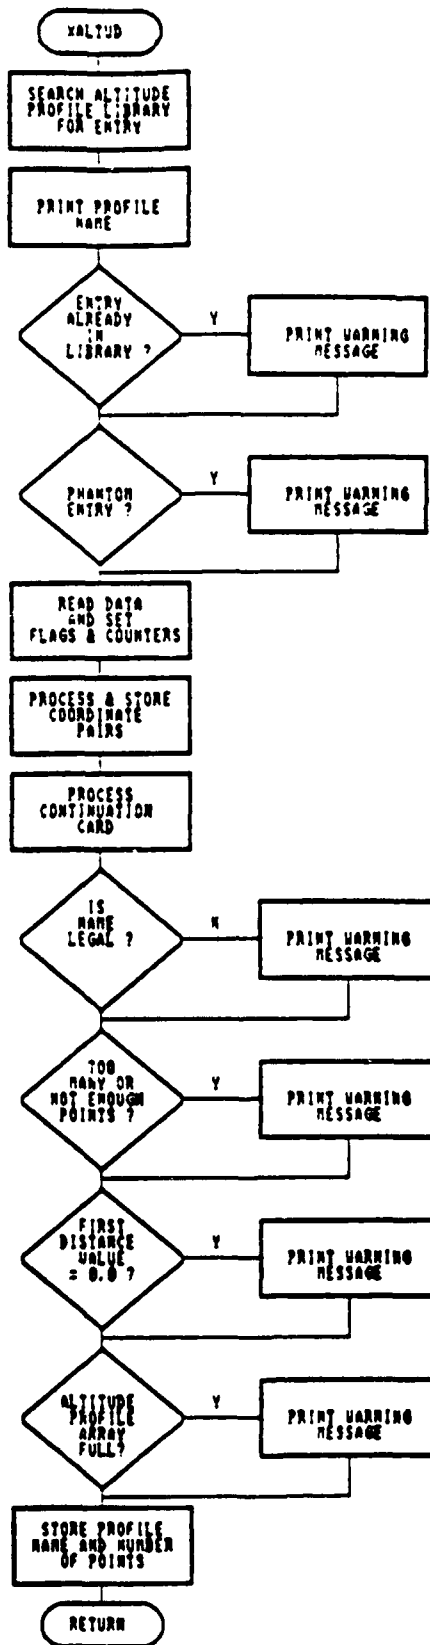 XALTUD
SEARCH ALTITUDE
PROFILE LIBRARY
FOR ENTRY
PRINT PROFILE
NAME
ENTRY
ALREADY
IN
LIBRARY ?
Y
PRINT WARNING
MESSAGE
PHANTOM
ENTRY ?
Y
PRINT WARNING
MESSAGE
READ DATA
AND SET
FLAGS & COUNTERS
PROCESS & STORE
COORDINATE
PAIRS
PROCESS
CONTINUATION
CARD
IS
NAME
LEGAL ?
N
PRINT WARNING
MESSAGE
TOO
MANY OR
NOT ENOUGH
POINTS ?
Y
PRINT WARNING
MESSAGE
FIRST
DISTANCE
VALUE
= 0.0 ?
Y
PRINT WARNING
MESSAGE
ALTITUDE
PROFILE
ARRAY
FULL?
Y
PRINT WARNING
MESSAGE
STORE PROFILE
NAME AND NUMBER
OF POINTS
RETURN